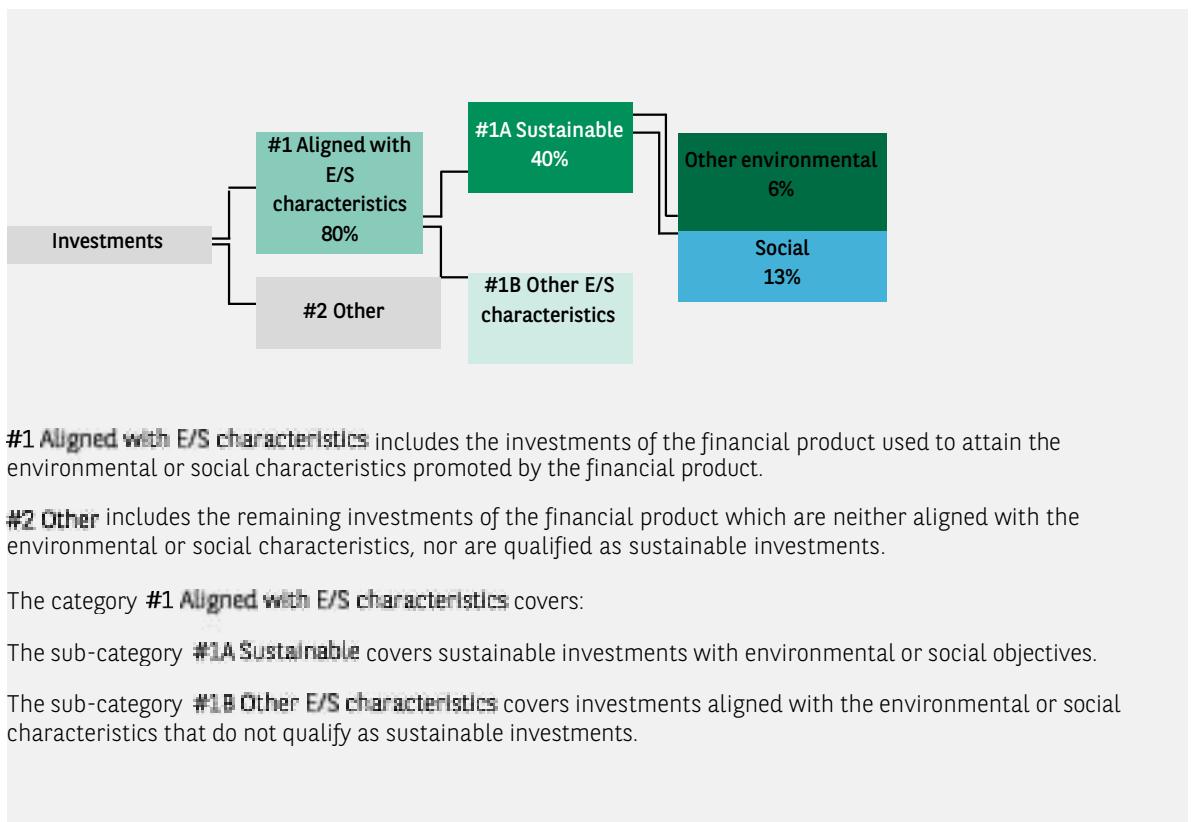 #1A Sustainable
40%
#1 Aligned with
E/S
characteristics
80%
Other environmental
6%
Investments
Social
13%
#2 Other
#1B Other E/S
characteristics
#1 Aligned with E/S characteristics includes the investments of the financial product used to attain the
environmental or social characteristics promoted by the financial product.
#2 Other includes the remaining investments of the financial product which are neither aligned with the
environmental or social characteristics, nor are qualified as sustainable investments.
The category #1 Aligned with E/S characteristics covers:
The sub-category #1A Sustainable covers sustainable investments with environmental or social objectives.
The sub-category #1B Other E/S characteristics covers investments aligned with the environmental or social
characteristics that do not qualify as sustainable investments.